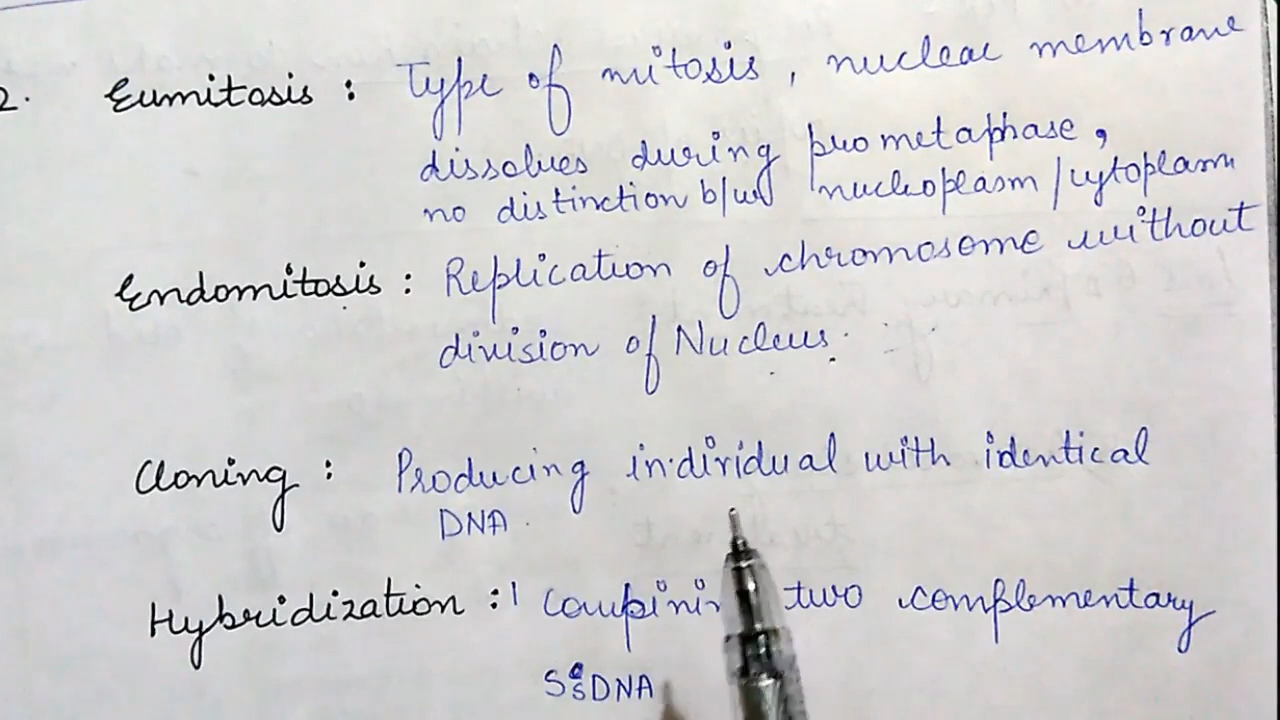 2. Eumitosis : Type of mitosis, nuclear membrane
dissolves during prometaphase,
no distinction b/w nucleoplasm/cytoplasm
Endomitosis : Replication of chromosome without
division of Nucleus.
Cloning : Producing individual with identical
DNA.
Hybridization : two complementary
SsDNA